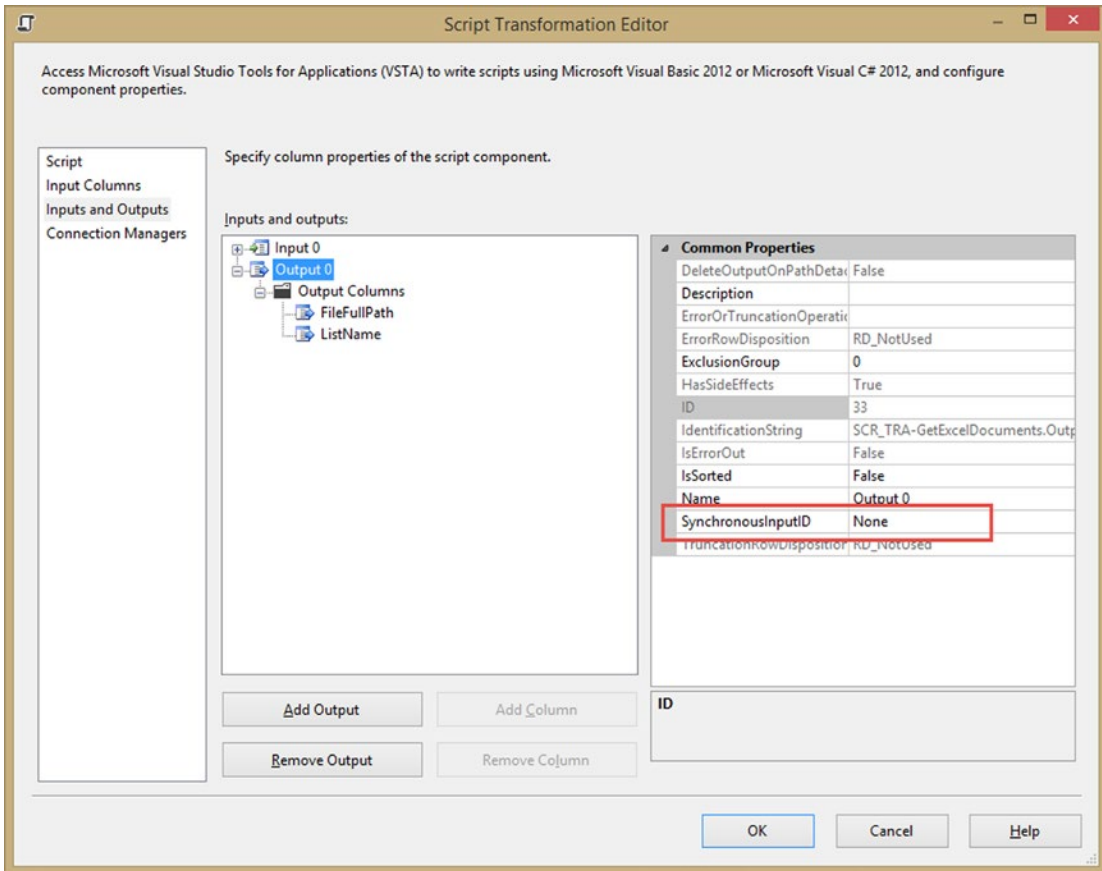 Script Transformation Editor
Access Microsoft Visual Studio Tools for Applications (VSTA) to write scripts using Microsoft Visual Basic 2012 or Microsoft Visual C# 2012, and configure
component properties.
Script
Input Columns
Inputs and Outputs
Connection Managers
Specify column properties of the script component.
Inputs and outputs:
Input 0
Output 0
Output Columns
FileFullPath
ListName
Common Properties
DeleteOutputOnPathDetac False
Description
ErrorOrTruncationOperatio
ErrorRowDisposition RD_NotUsed
ExclusionGroup 0
HasSideEffects True
ID 33
IdentificationString SCR_TRA-GetExcelDocuments.Outp
IsErrorOut False
IsSorted False
Name Output 0
SynchronousInputID None
TruncationRowDisposition RD_NotUsed
Add Output
Add Column
Remove Output
Remove Column
ID
OK
Cancel
Help